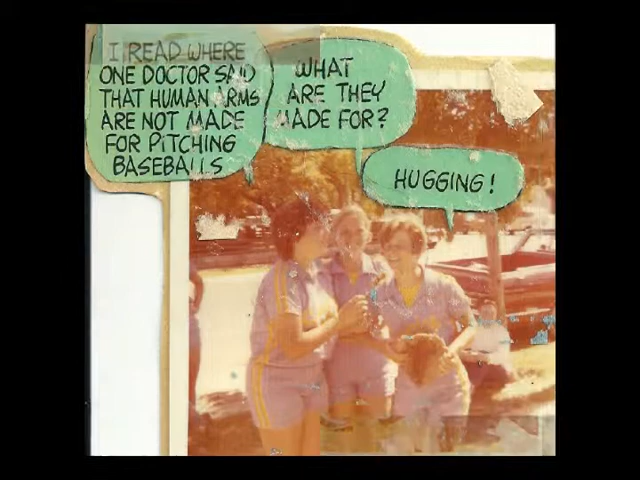 I READ WHERE
ONE DOCTOR SAID
THAT HUMAN ARMS
ARE NOT MADE
FOR PITCHING
BASEBALLS
WHAT
ARE THEY
MADE FOR?
HUGGING!